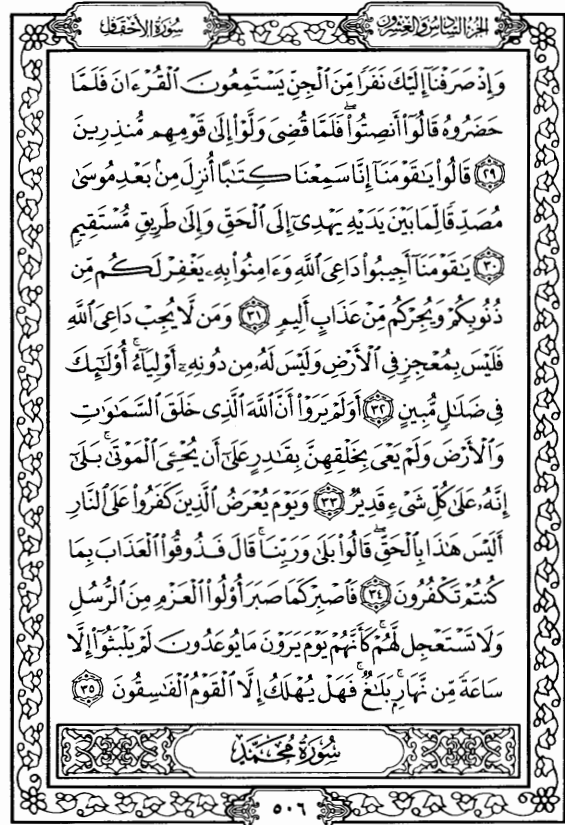 الجزء السادس والعشرون
سورة الأحقاف
وَإِذْ صَرَفْنَآ إِلَيْكَ نَفَرًا مِّنَ ٱلْجِنِّ يَسْتَمِعُونَ ٱلْقُرْءَانَ فَلَمَّا
حَضَرُوهُ قَالُوٓا۟ أَنصِتُوا۟ ۖ فَلَمَّا قُضِىَ وَلَّوْا۟ إِلَىٰ قَوْمِهِم مُّنذِرِينَ
﴿٢٩﴾ قَالُوا۟ يَٰقَوْمَنَآ إِنَّا سَمِعْنَا كِتَٰبًا أُنزِلَ مِنۢ بَعْدِ مُوسَىٰ
مُصَدِّقًا لِّمَا بَيْنَ يَدَيْهِ يَهْدِىٓ إِلَى ٱلْحَقِّ وَإِلَىٰ طَرِيقٍ مُّسْتَقِيمٍ
﴿٣٠﴾ يَٰقَوْمَنَآ أَجِيبُوا۟ دَاعِىَ ٱللَّهِ وَءَامِنُوا۟ بِهِۦ يَغْفِرْ لَكُم مِّن
ذُنُوبِكُمْ وَيُجِرْكُم مِّنْ عَذَابٍ أَلِيمٍ ﴿٣١﴾ وَمَن لَّا يُجِبْ دَاعِىَ ٱللَّهِ
فَلَيْسَ بِمُعْجِزٍ فِى ٱلْأَرْضِ وَلَيْسَ لَهُۥ مِن دُونِهِۦٓ أَوْلِيَآءُ ۚ أُو۟لَٰٓئِكَ
فِى ضَلَٰلٍ مُّبِينٍ ﴿٣٢﴾ أَوَلَمْ يَرَوْا۟ أَنَّ ٱللَّهَ ٱلَّذِى خَلَقَ ٱلسَّمَٰوَٰتِ
وَٱلْأَرْضَ وَلَمْ يَعْىَ بِخَلْقِهِنَّ بِقَٰدِرٍ عَلَىٰٓ أَن يُحْۦِىَ ٱلْمَوْتَىٰ ۚ بَلَىٰٓ
إِنَّهُۥ عَلَىٰ كُلِّ شَىْءٍ قَدِيرٌ ﴿٣٣﴾ وَيَوْمَ يُعْرَضُ ٱلَّذِينَ كَفَرُوا۟ عَلَى ٱلنَّارِ
أَلَيْسَ هَٰذَا بِٱلْحَقِّ ۖ قَالُوا۟ بَلَىٰ وَرَبِّنَا ۚ قَالَ فَذُوقُوا۟ ٱلْعَذَابَ بِمَا
كُنتُمْ تَكْفُرُونَ ﴿٣٤﴾ فَٱصْبِرْ كَمَا صَبَرَ أُو۟لُوا۟ ٱلْعَزْمِ مِنَ ٱلرُّسُلِ
وَلَا تَسْتَعْجِل لَّهُمْ ۚ كَأَنَّهُمْ يَوْمَ يَرَوْنَ مَا يُوعَدُونَ لَمْ يَلْبَثُوٓا۟ إِلَّا
سَاعَةً مِّن نَّهَارٍۭ ۚ بَلَٰغٌ ۚ فَهَلْ يُهْلَكُ إِلَّا ٱلْقَوْمُ ٱلْفَٰسِقُونَ ﴿٣٥﴾
سُورَةُ مُحَمَّدٍ
٥٠٦